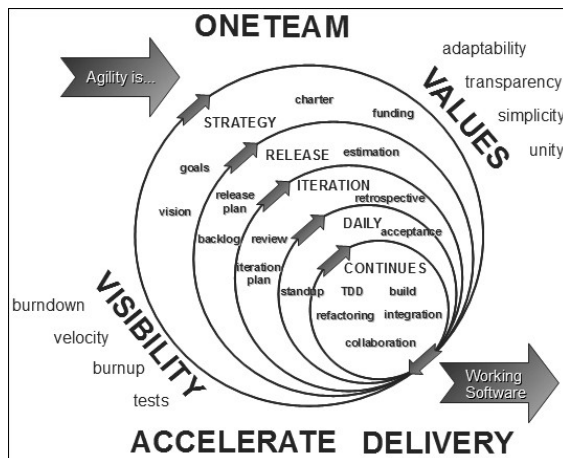 ONE TEAM
Agility is...
adaptability
transparency
simplicity
unity
VALUES
charter
funding
STRATEGY
goals
vision
RELEASE
estimation
release
plan
backlog
ITERATION
retrospective
review
iteration
plan
DAILY
acceptance
standup
CONTINUES
TDD
build
refactoring
integration
collaboration
VISIBILITY
burndown
velocity
burnup
tests
Working
Software
ACCELERATE DELIVERY